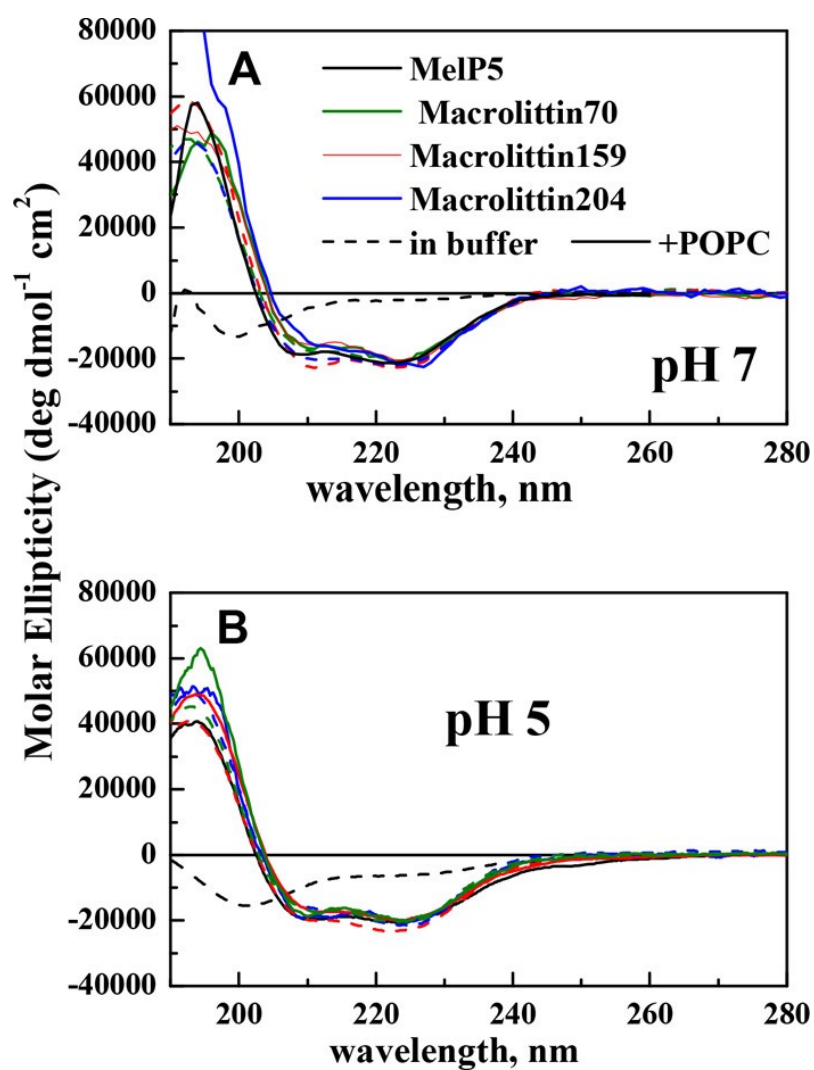 80000
60000
40000
20000
0
-20000
-40000
A
MelP5
Macrolittin70
Macrolittin159
Macrolittin204
in buffer +POPC
pH 7
200 220 240 260 280
wavelength, nm
Molar Ellipticity (deg dmol⁻¹ cm²)
80000
60000
40000
20000
0
-20000
-40000
B
pH 5
200 220 240 260 280
wavelength, nm